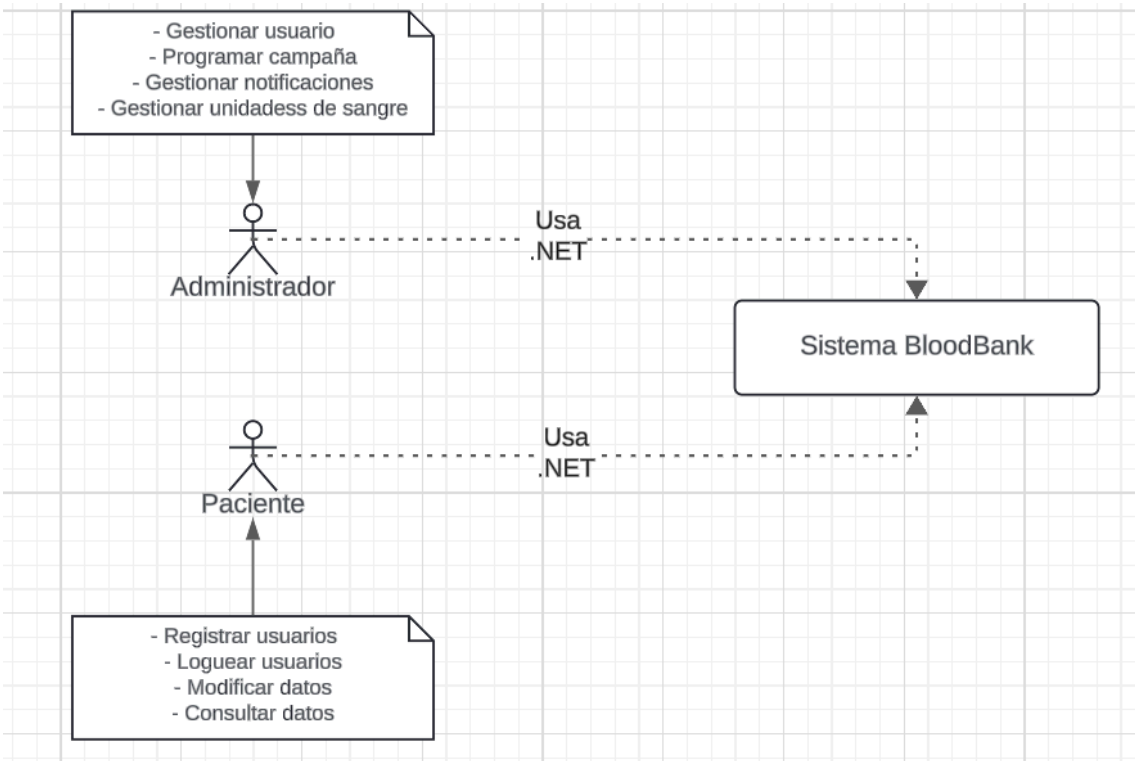 - Gestionar usuario
- Programar campaña
- Gestionar notificaciones
- Gestionar unidadess de sangre
Usa
.NET
Administrador
Sistema BloodBank
Usa
.NET
Paciente
- Registrar usuarios
- Loguear usuarios
- Modificar datos
- Consultar datos